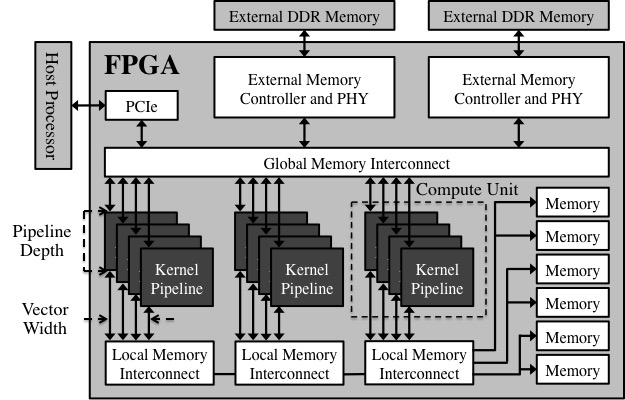 External DDR Memory
External DDR Memory
Host Processor
FPGA
External Memory
Controller and PHY
External Memory
Controller and PHY
PCIe
Global Memory Interconnect
Compute Unit
Pipeline
Depth
Kernel
Pipeline
Kernel
Pipeline
Kernel
Pipeline
Vector
Width
Memory
Memory
Memory
Memory
Memory
Memory
Local Memory
Interconnect
Local Memory
Interconnect
Local Memory
Interconnect